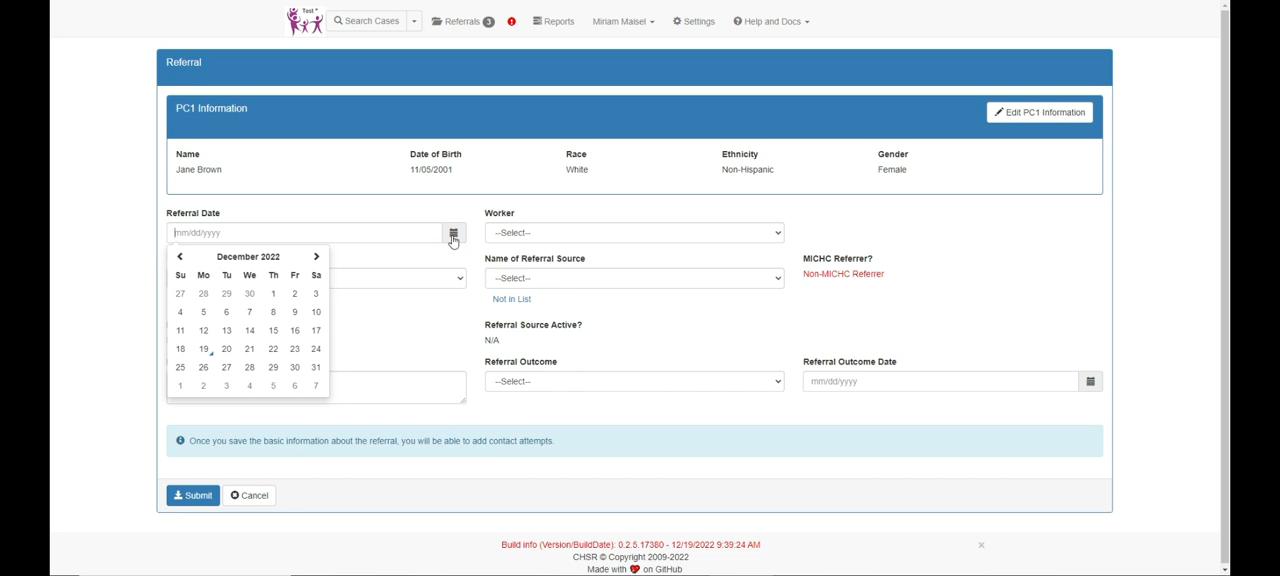 Test *
Search Cases
Referrals 3
Reports
Miriam Maisel
Settings
Help and Docs
Referral
PC1 Information
Edit PC1 Information
Name
Date of Birth
Race
Ethnicity
Gender
Jane Brown
11/05/2001
White
Non-Hispanic
Female
Referral Date
Worker
mm/dd/yyyy
--Select--
December 2022
Su Mo Tu We Th Fr Sa
27 28 29 30 1 2 3
4 5 6 7 8 9 10
11 12 13 14 15 16 17
18 19 20 21 22 23 24
25 26 27 28 29 30 31
1 2 3 4 5 6 7
Name of Referral Source
MICHC Referrer?
--Select--
Non-MICHC Referrer
Not in List
Referral Source Active?
N/A
Referral Outcome
Referral Outcome Date
--Select--
mm/dd/yyyy
Once you save the basic information about the referral, you will be able to add contact attempts.
Submit
Cancel
Build info (Version/BuildDate): 0.2.5.17380 - 12/19/2022 9:39:24 AM
CHSR © Copyright 2009-2022
Made with ❤ on GitHub